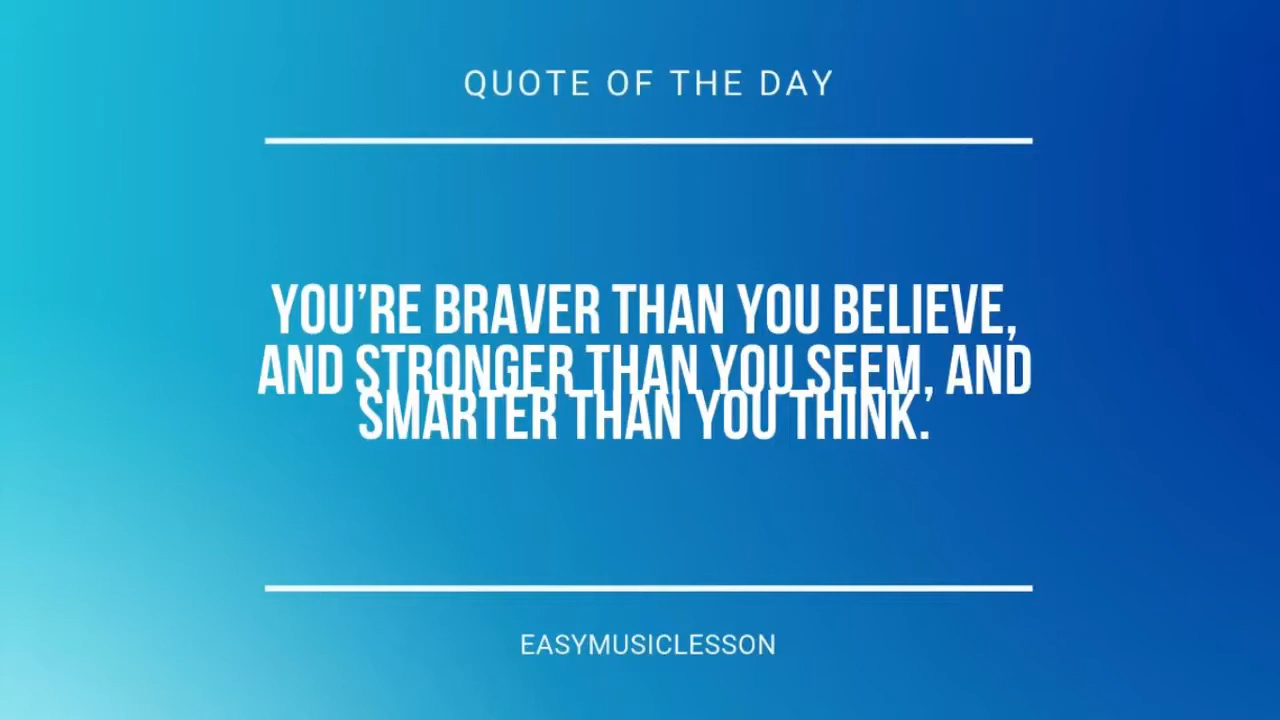 QUOTE OF THE DAY
YOU’RE BRAVER THAN YOU BELIEVE,
AND STRONGER THAN YOU SEEM, AND
SMARTER THAN YOU THINK.
EASYMUSICLESSON